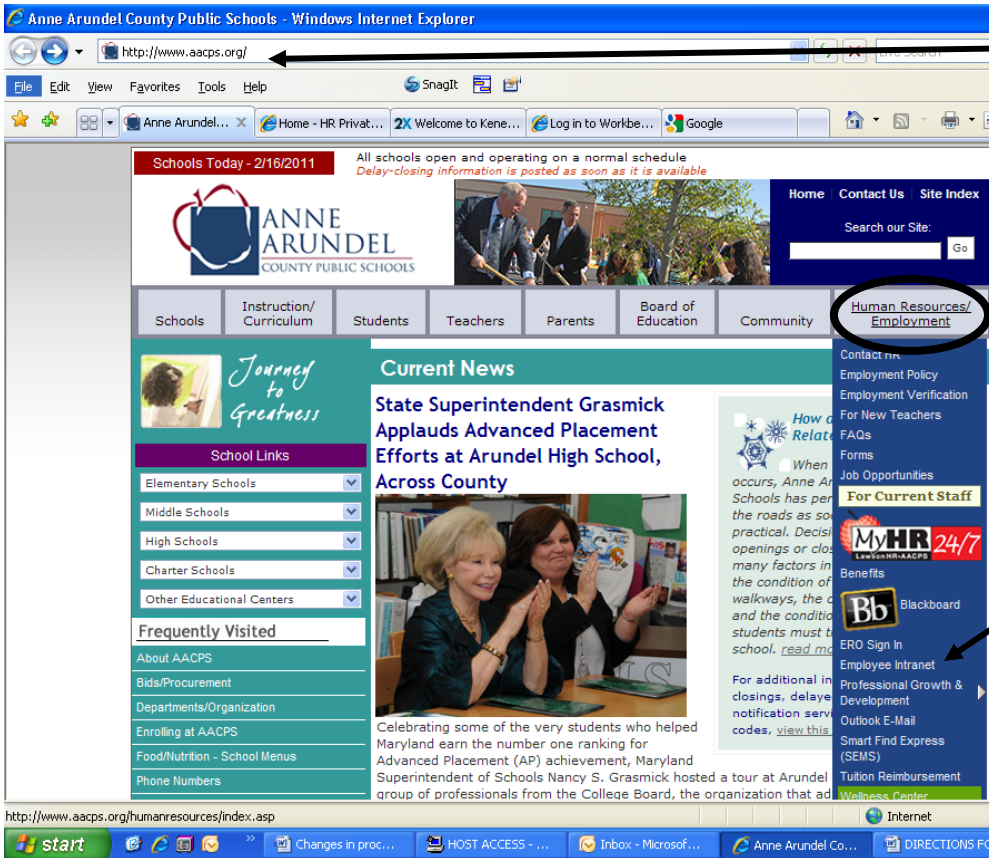 Anne Arundel County Public Schools - Windows Internet Explorer
http://www.aacps.org/
Live Search
File Edit View Favorites Tools Help
SnagIt
Anne Arundel... Home - HR Privat... 2X Welcome to Kene... Log in to Workbe... Google
Schools Today - 2/16/2011
All schools open and operating on a normal schedule
Delay-closing information is posted as soon as it is available
ANNE
ARUNDEL
COUNTY PUBLIC SCHOOLS
Home Contact Us Site Index
Search our Site:
Go
Schools
Instruction/
Curriculum
Students
Teachers
Parents
Board of
Education
Community
Human Resources/
Employment
Journey
to
Greatness
School Links
Elementary Schools
Middle Schools
High Schools
Charter Schools
Other Educational Centers
Frequently Visited
About AACPS
Bids/Procurement
Departments/Organization
Enrolling at AACPS
Food/Nutrition - School Menus
Phone Numbers
Current News
State Superintendent Grasmick
Applauds Advanced Placement
Efforts at Arundel High School,
Across County
Celebrating some of the very students who helped
Maryland earn the number one ranking for
Advanced Placement (AP) achievement, Maryland
Superintendent of Schools Nancy S. Grasmick hosted a tour at Arundel
group of professionals from the College Board, the organization that ad
How
Relat
When
occurs, Anne Ar
Schools has per
the roads as soo
practical. Decisi
openings or clos
many factors in
the condition of
walkways, the c
and the conditio
students must t
school. read mo
For additional in
closings, delaye
notification servi
codes, view this
Contact HR
Employment Policy
Employment Verification
For New Teachers
FAQs
Forms
Job Opportunities
For Current Staff
MyHR 24/7
LawsonHR-AACPS
Benefits
Bb Blackboard
ERO Sign In
Employee Intranet
Professional Growth &
Development
Outlook E-Mail
Smart Find Express
(SEMS)
Tuition Reimbursement
Wellness Center
http://www.aacps.org/humanresources/index.asp
Internet
start
Changes in proc...
HOST ACCESS - ...
Inbox - Microsof...
Anne Arundel Co...
DIRECTIONS FO